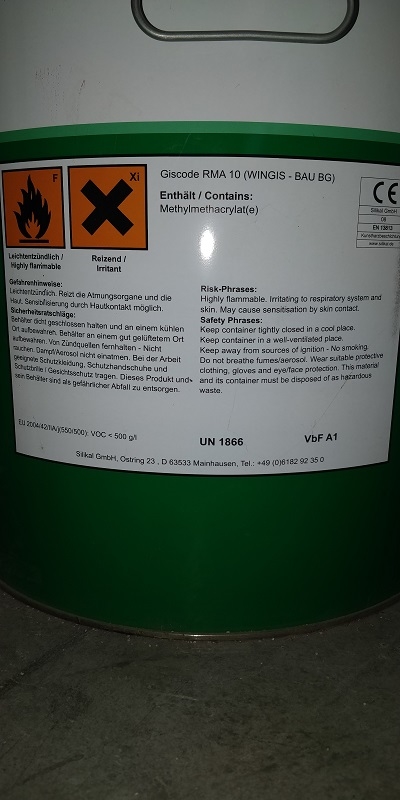 F
Xi
Leichtentzündlich /
Highly flammable
Reizend /
Irritant
Giscode RMA 10 (WINGIS - BAU BG)
Enthält / Contains:
Methylmethacrylat(e)
CE
Silikal GmbH
08
EN 13813
Kunstharzbeschichtung
www.silikal.de
Gefahrenhinweise:
Leichtentzündlich. Reizt die Atmungsorgane und die
Haut. Sensibilisierung durch Hautkontakt möglich.
Sicherheitsratschläge:
Behälter dicht geschlossen halten und an einem kühlen
Ort aufbewahren. Behälter an einem gut gelüftetem Ort
aufbewahren. Von Zündquellen fernhalten - Nicht
rauchen. Dampf/Aerosol nicht einatmen. Bei der Arbeit
geeignete Schutzkleidung, Schutzhandschuhe und
Schutzbrille / Gesichtsschutz tragen. Dieses Produkt und
sein Behälter sind als gefährlicher Abfall zu entsorgen.
Risk-Phrases:
Highly flammable. Irritating to respiratory system and
skin. May cause sensitisation by skin contact.
Safety Phrases:
Keep container tightly closed in a cool place.
Keep container in a well-ventilated place.
Keep away from sources of ignition - No smoking.
Do not breathe fumes/aerosol. Wear suitable protective
clothing, gloves and eye/face protection. This material
and its container must be disposed of as hazardous
waste.
EU 2004/42/IIA/j(550/500): VOC < 500 g/l
UN 1866
VbF A1
Silikal GmbH, Ostring 23 , D 63533 Mainhausen, Tel.: +49 (0)6182 92 35 0